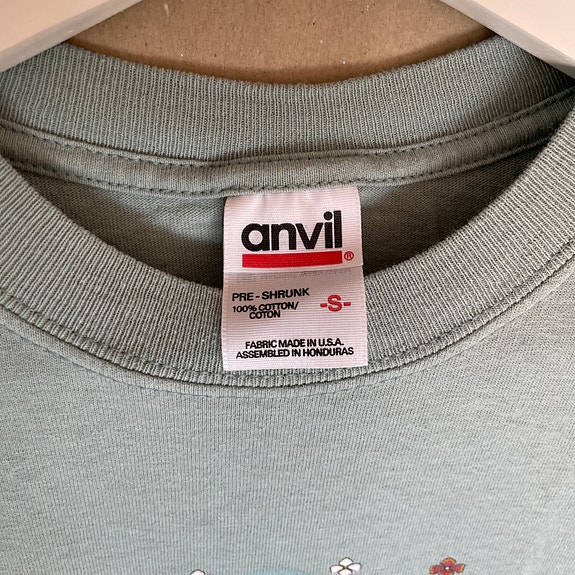 anvil®
PRE-SHRUNK
100% COTTON/
COTON
-S-
FABRIC MADE IN U.S.A.
ASSEMBLED IN HONDURAS